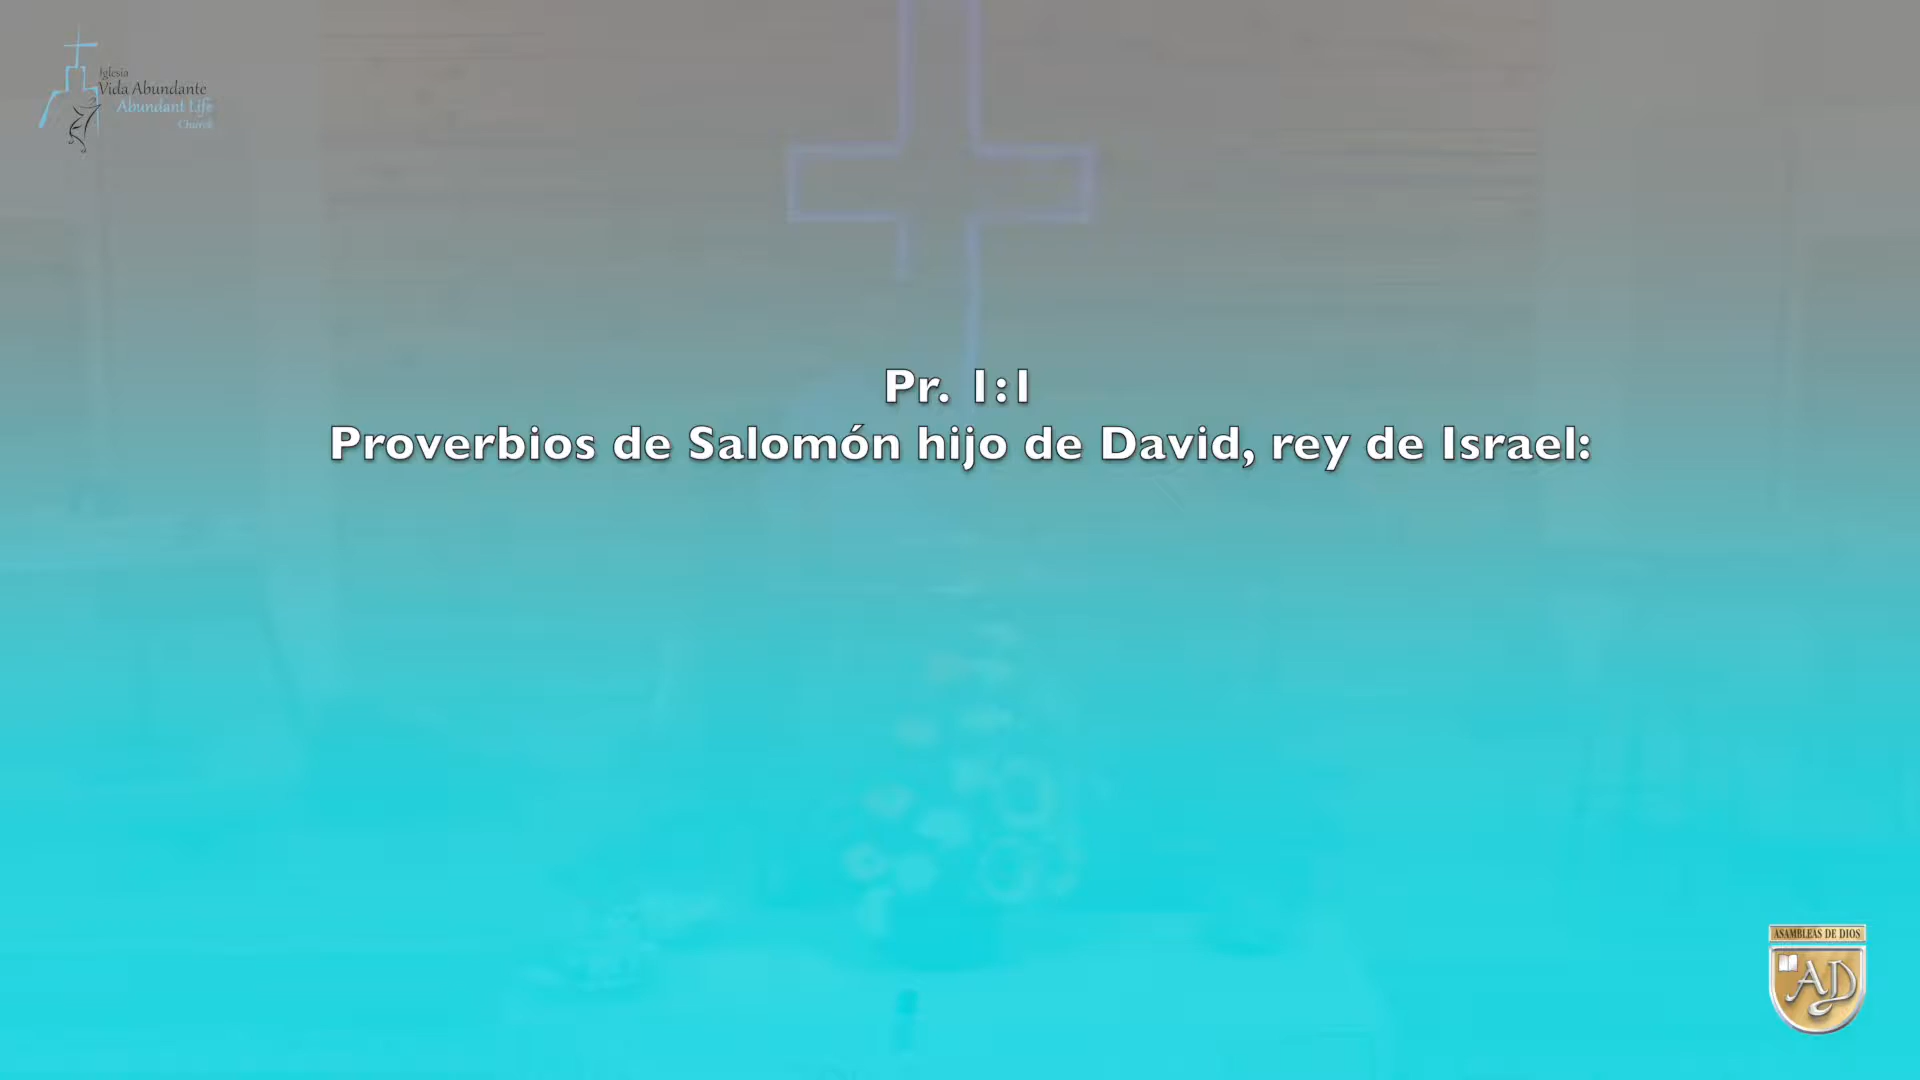 Iglesia
Vida Abundante
Abundant Life
Church
Pr. 1:1
Proverbios de Salomón hijo de David, rey de Israel:
ASAMBLEAS DE DIOS
AD